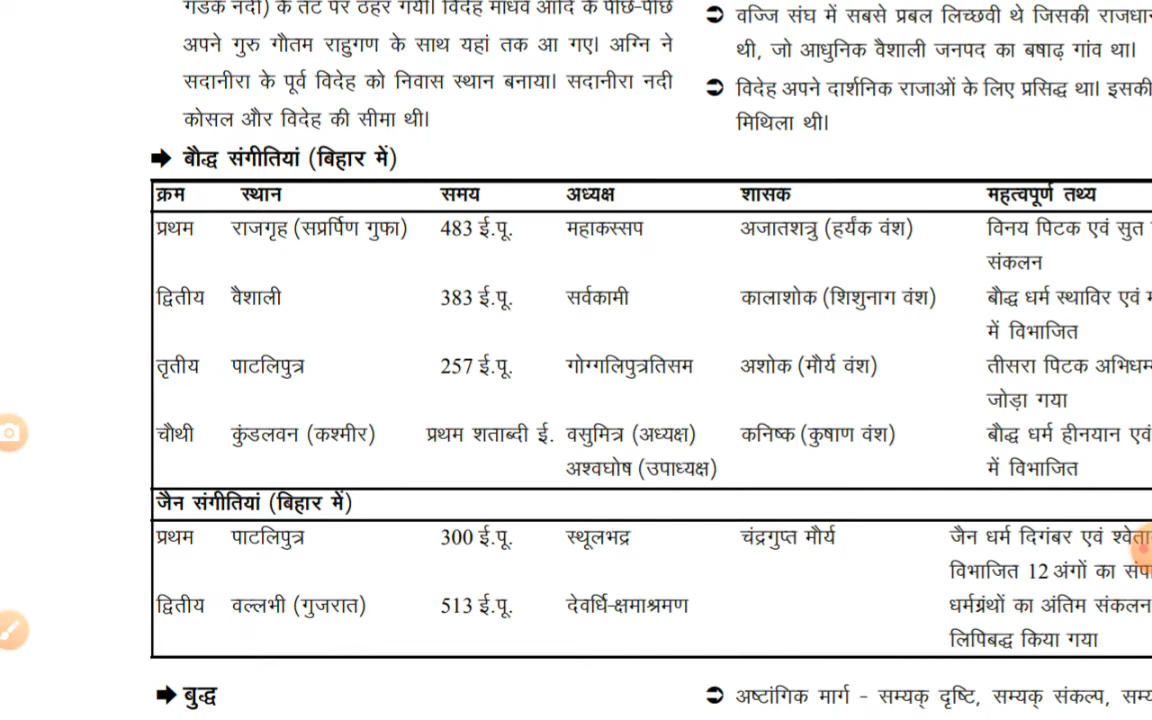 गंडक नदी) के तट पर ठहर गयी। विदेह माधव आदि के पीछे-पीछे
अपने गुरु गौतम राहुगण के साथ यहां तक आ गए। अग्नि ने
सदानीरा के पूर्व विदेह को निवास स्थान बनाया। सदानीरा नदी
कोसल और विदेह की सीमा थी।
➲ वज्जि संघ में सबसे प्रबल लिच्छवी थे जिसकी
थी, जो आधुनिक वैशाली जनपद का बषाढ़ गांव था।
➲ विदेह अपने दार्शनिक राजाओं के लिए प्रसिद्ध था। इसकी
मिथिला थी।
➡ बौद्ध संगीतियां (बिहार में)
क्रम स्थान समय अध्यक्ष शासक महत्वपूर्ण तथ्य
प्रथम राजगृह (सप्रर्पिण गुफा) 483 ई.पू. महाकस्सप अजातशत्रु (हर्यंक वंश) विनय पिटक एवं सुत
संकलन
द्वितीय वैशाली 383 ई.पू. सर्वकामी कालाशोक (शिशुनाग वंश) बौद्ध धर्म स्थाविर एवं
में विभाजित
तृतीय पाटलिपुत्र 257 ई.पू. गोग्गलिपुत्रतिसम अशोक (मौर्य वंश) तीसरा पिटक
जोड़ा गया
चौथी कुंडलवन (कश्मीर) प्रथम शताब्दी ई. वसुमित्र (अध्यक्ष) कनिष्क (कुषाण वंश) बौद्ध धर्म हीनयान एवं
अश्वघोष (उपाध्यक्ष) में विभाजित
जैन संगीतियां (बिहार में)
प्रथम पाटलिपुत्र 300 ई.पू. स्थूलभद्र चंद्रगुप्त मौर्य जैन धर्म दिगंबर एवं
विभाजित 12 अंगों का
द्वितीय वल्लभी (गुजरात) 513 ई.पू. देवर्धि-क्षमाश्रमण धर्मग्रंथों का अंतिम संकलन
लिपिबद्ध किया गया
➡ बुद्ध
➲ अष्टांगिक मार्ग - सम्यक् दृष्टि, सम्यक् संकल्प,